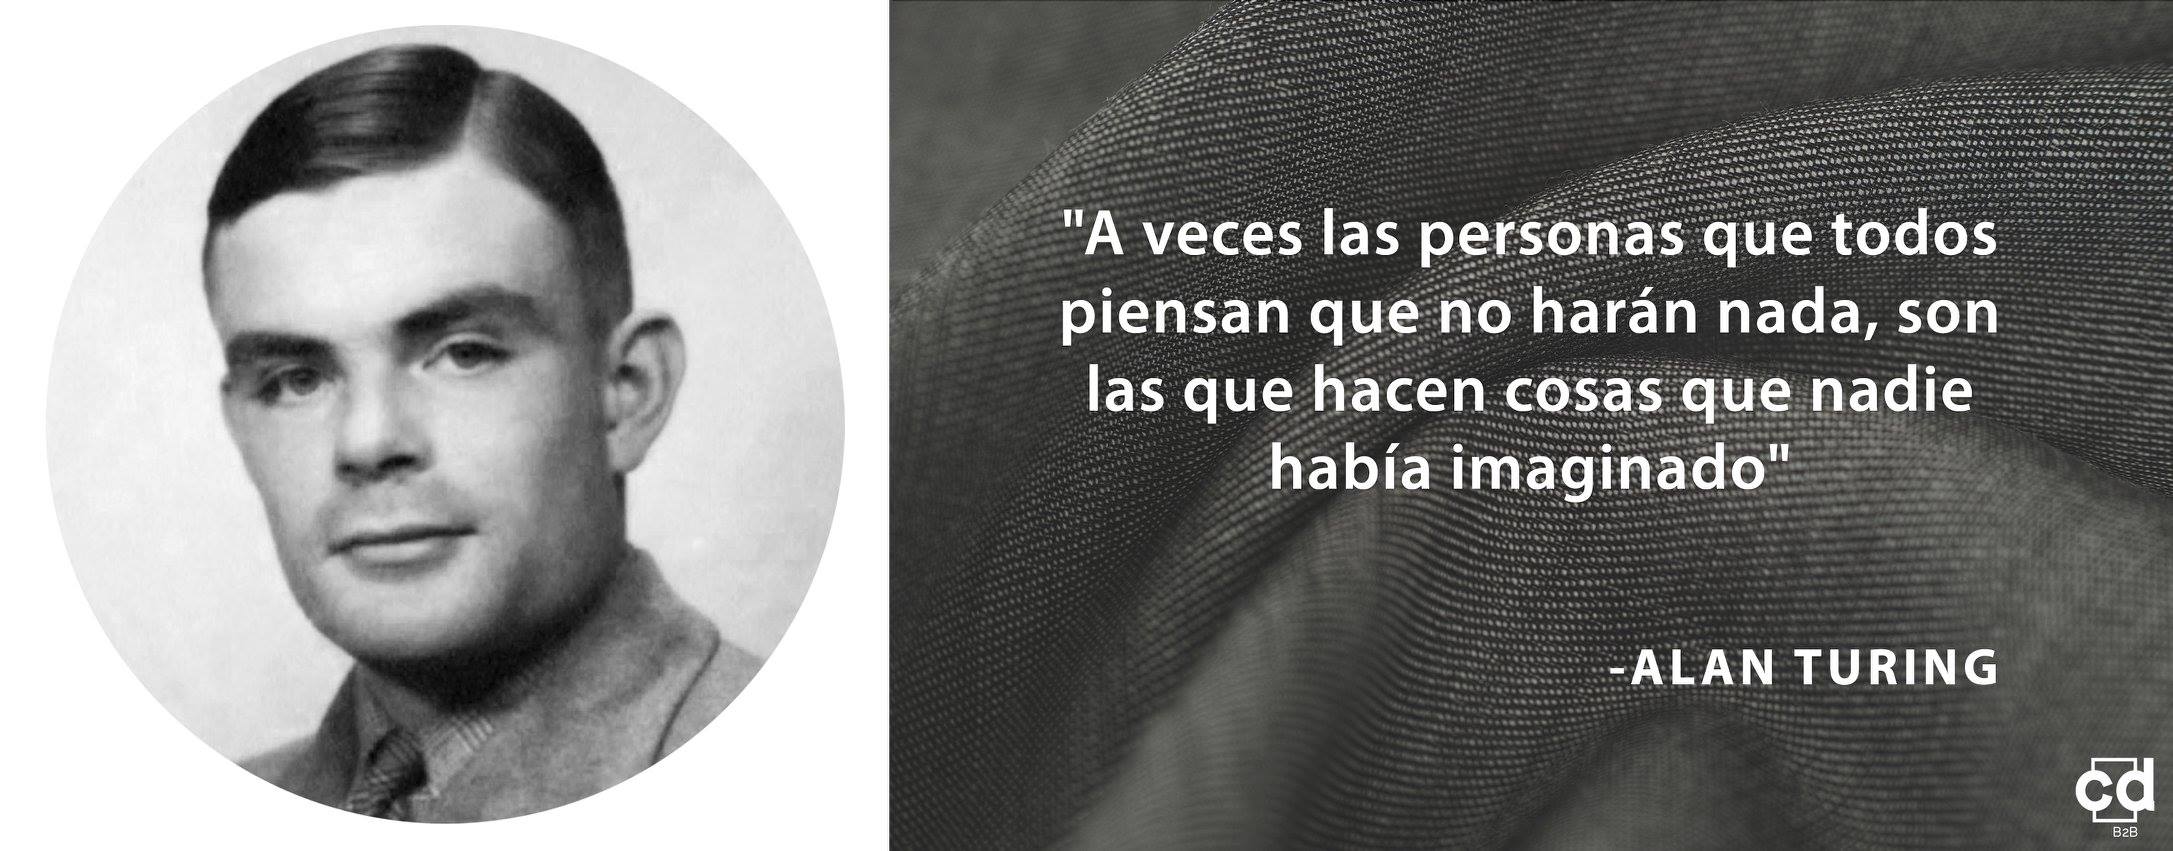 "A veces las personas que todos
piensan que no harán nada, son
las que hacen cosas que nadie
había imaginado"
-ALAN TURING
cd
B2B